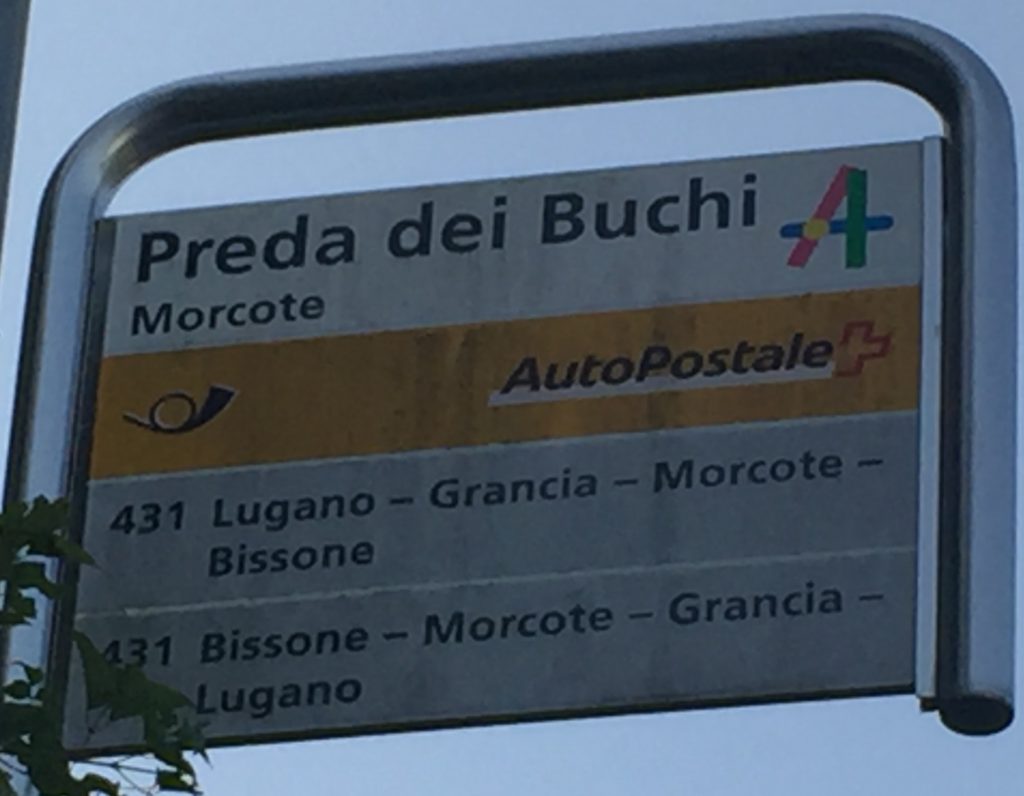 Preda dei Buchi
Morcote
AutoPostale
431 Lugano – Grancia – Morcote –
Bissone
431 Bissone – Morcote – Grancia –
Lugano